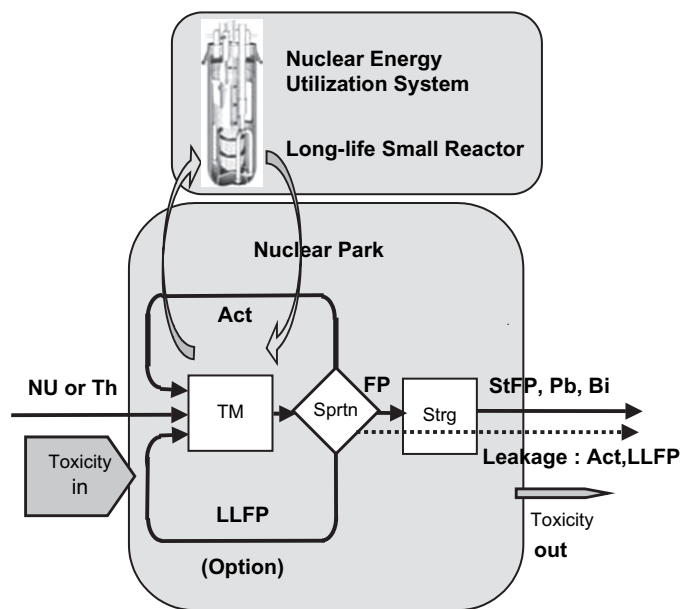 Nuclear Energy
Utilization System
Long-life Small Reactor
Nuclear Park
Act
NU or Th
TM
Sprtn
FP
Strg
StFP, Pb, Bi
Leakage : Act,LLFP
Toxicity
in
LLFP
(Option)
Toxicity
out